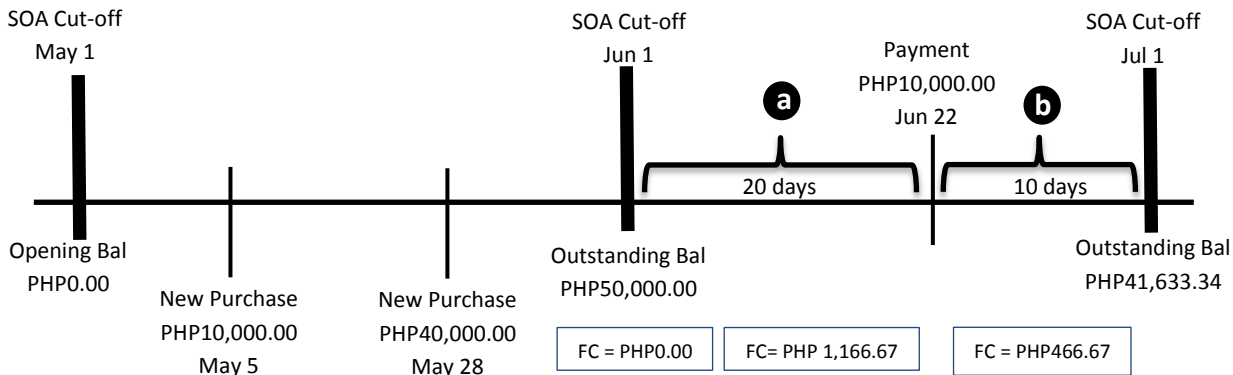 SOA Cut-off
May 1
SOA Cut-off
Jun 1
Payment
PHP10,000.00
Jun 22
SOA Cut-off
Jul 1
a
b
20 days
10 days
Opening Bal
PHP0.00
New Purchase
PHP10,000.00
May 5
New Purchase
PHP40,000.00
May 28
Outstanding Bal
PHP50,000.00
Outstanding Bal
PHP41,633.34
FC = PHP0.00
FC= PHP 1,166.67
FC = PHP466.67